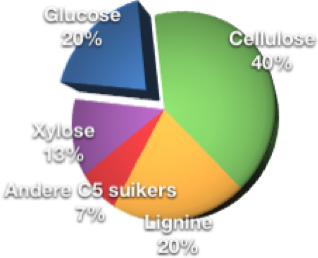 Glucose
20%
Cellulose
40%
Xylose
13%
Andere C5 suikers
7%
Lignine
20%